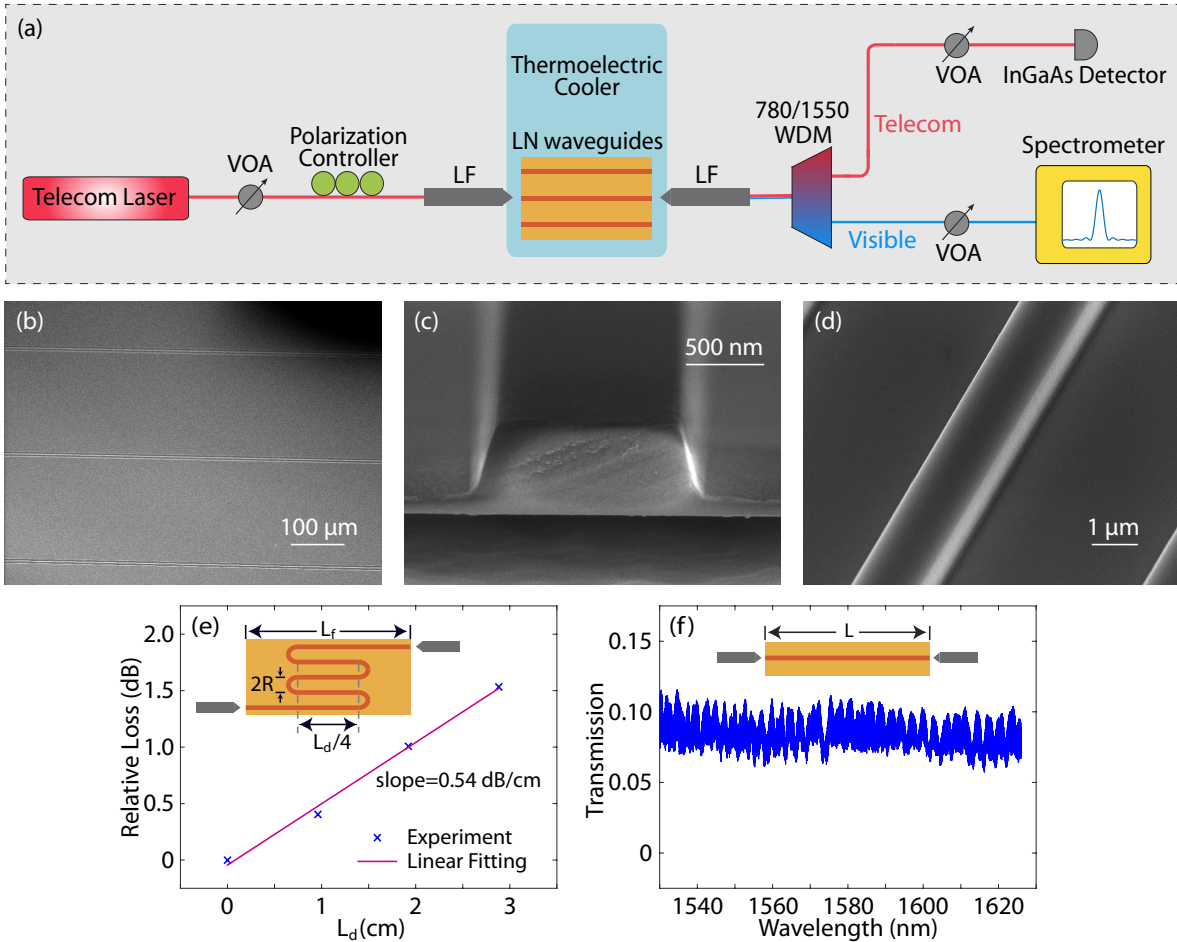 (a)
Telecom Laser
VOA
Polarization
Controller
LF
Thermoelectric
Cooler
LN waveguides
LF
780/1550
WDM
Telecom
Visible
VOA
InGaAs Detector
VOA
Spectrometer
(b)
100 μm
(c)
500 nm
(d)
1 μm
(e)
Relative Loss (dB)
2.0
1.5
1.0
0.5
0
L_f
2R
L_d/4
slope=0.54 dB/cm
Experiment
Linear Fitting
0 1 2 3
L_d(cm)
(f)
Transmission
0.15
0.10
0.05
0
L
1540 1560 1580 1600 1620
Wavelength (nm)